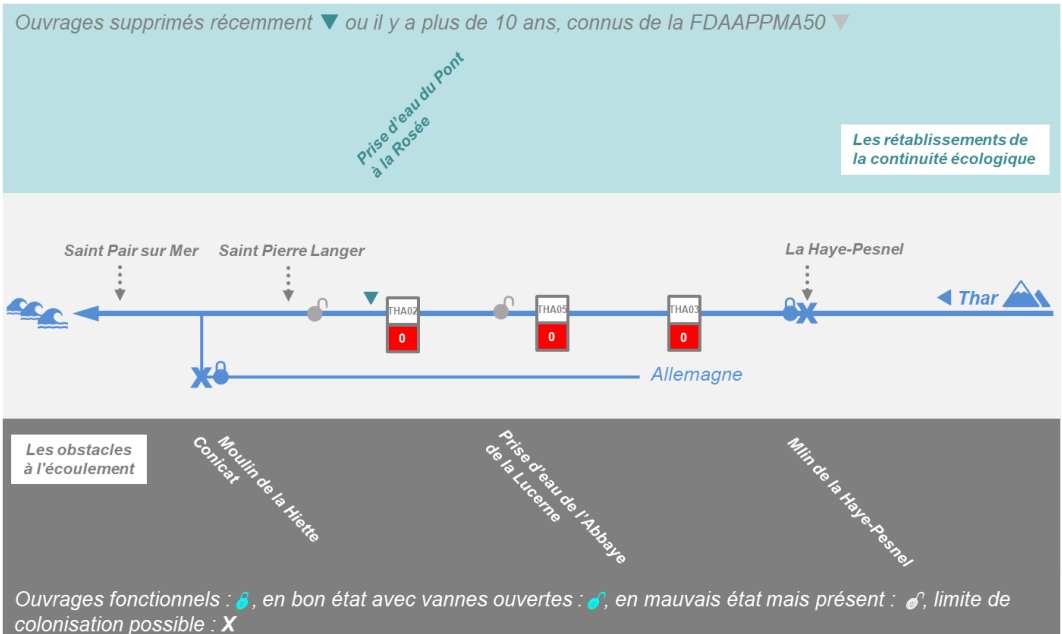 Ouvrages supprimés récemment ▼ ou il y a plus de 10 ans, connus de la FDAAPPMA50 ▼
Prise d'eau du Pont
à la Rosée
Les rétablissements de
la continuité écologique
Saint Pair sur Mer
Saint Pierre Langer
La Haye-Pesnel
Thar
THA02
THA05
THA03
0
0
0
Allemagne
Les obstacles
à l'écoulement
Moulin de la Hiette
Conicat
Prise d'eau de l'Abbaye
de la Lucerne
Mlin de la Haye-Pesnel
Ouvrages fonctionnels : , en bon état avec vannes ouvertes : , en mauvais état mais présent : , limite de
colonisation possible : X